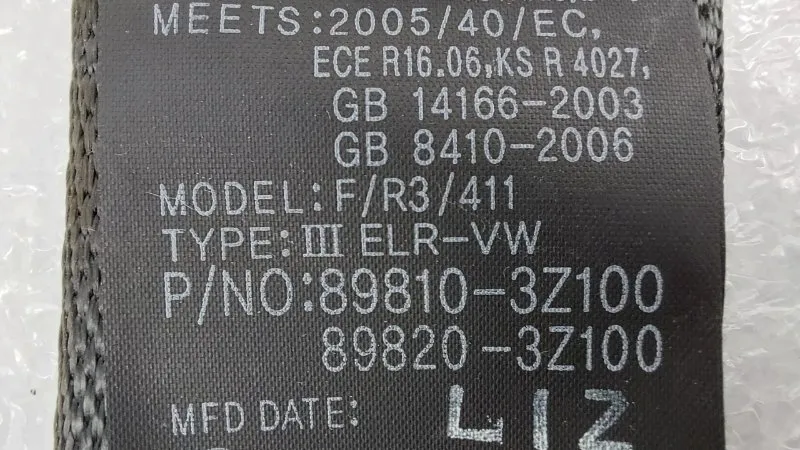 MEETS:2005/40/EC,
ECE R16.06,KS R 4027,
GB 14166-2003
GB 8410-2006
MODEL:F/R3/411
TYPE:III ELR-VW
P/NO:89810-3Z100
89820-3Z100
MFD DATE: L12